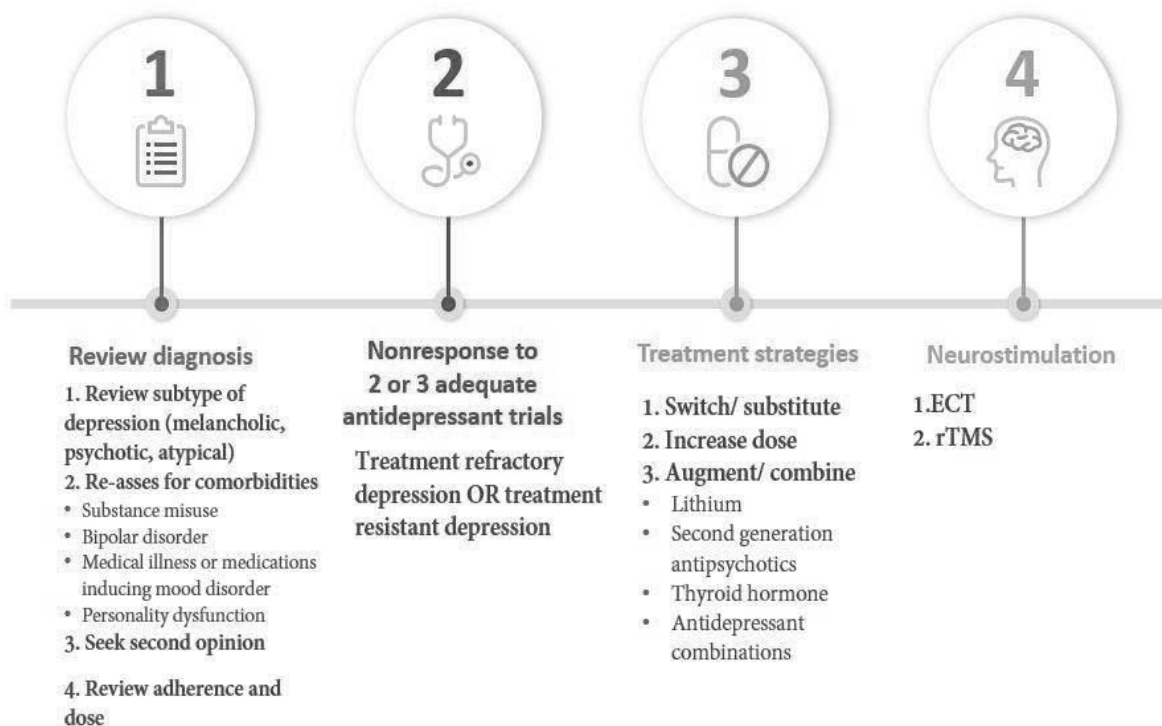 1
2
3
4
Review diagnosis
1. Review subtype of
depression (melancholic,
psychotic, atypical)
2. Re-asses for comorbidities
• Substance misuse
• Bipolar disorder
• Medical illness or medications
inducing mood disorder
• Personality dysfunction
3. Seek second opinion
4. Review adherence and
dose
Nonresponse to
2 or 3 adequate
antidepressant trials
Treatment refractory
depression OR treatment
resistant depression
Treatment strategies
1. Switch/ substitute
2. Increase dose
3. Augment/ combine
• Lithium
• Second generation
antipsychotics
• Thyroid hormone
• Antidepressant
combinations
Neurostimulation
1.ECT
2. rTMS